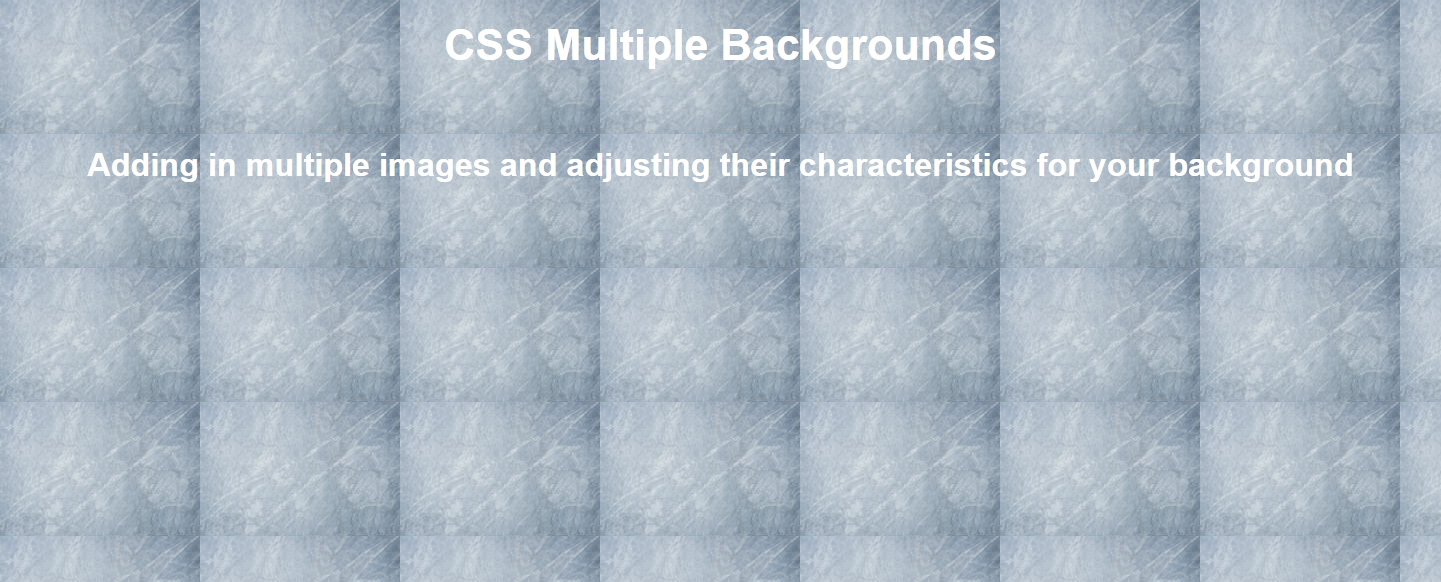 CSS Multiple Backgrounds
Adding in multiple images and adjusting their characteristics for your background